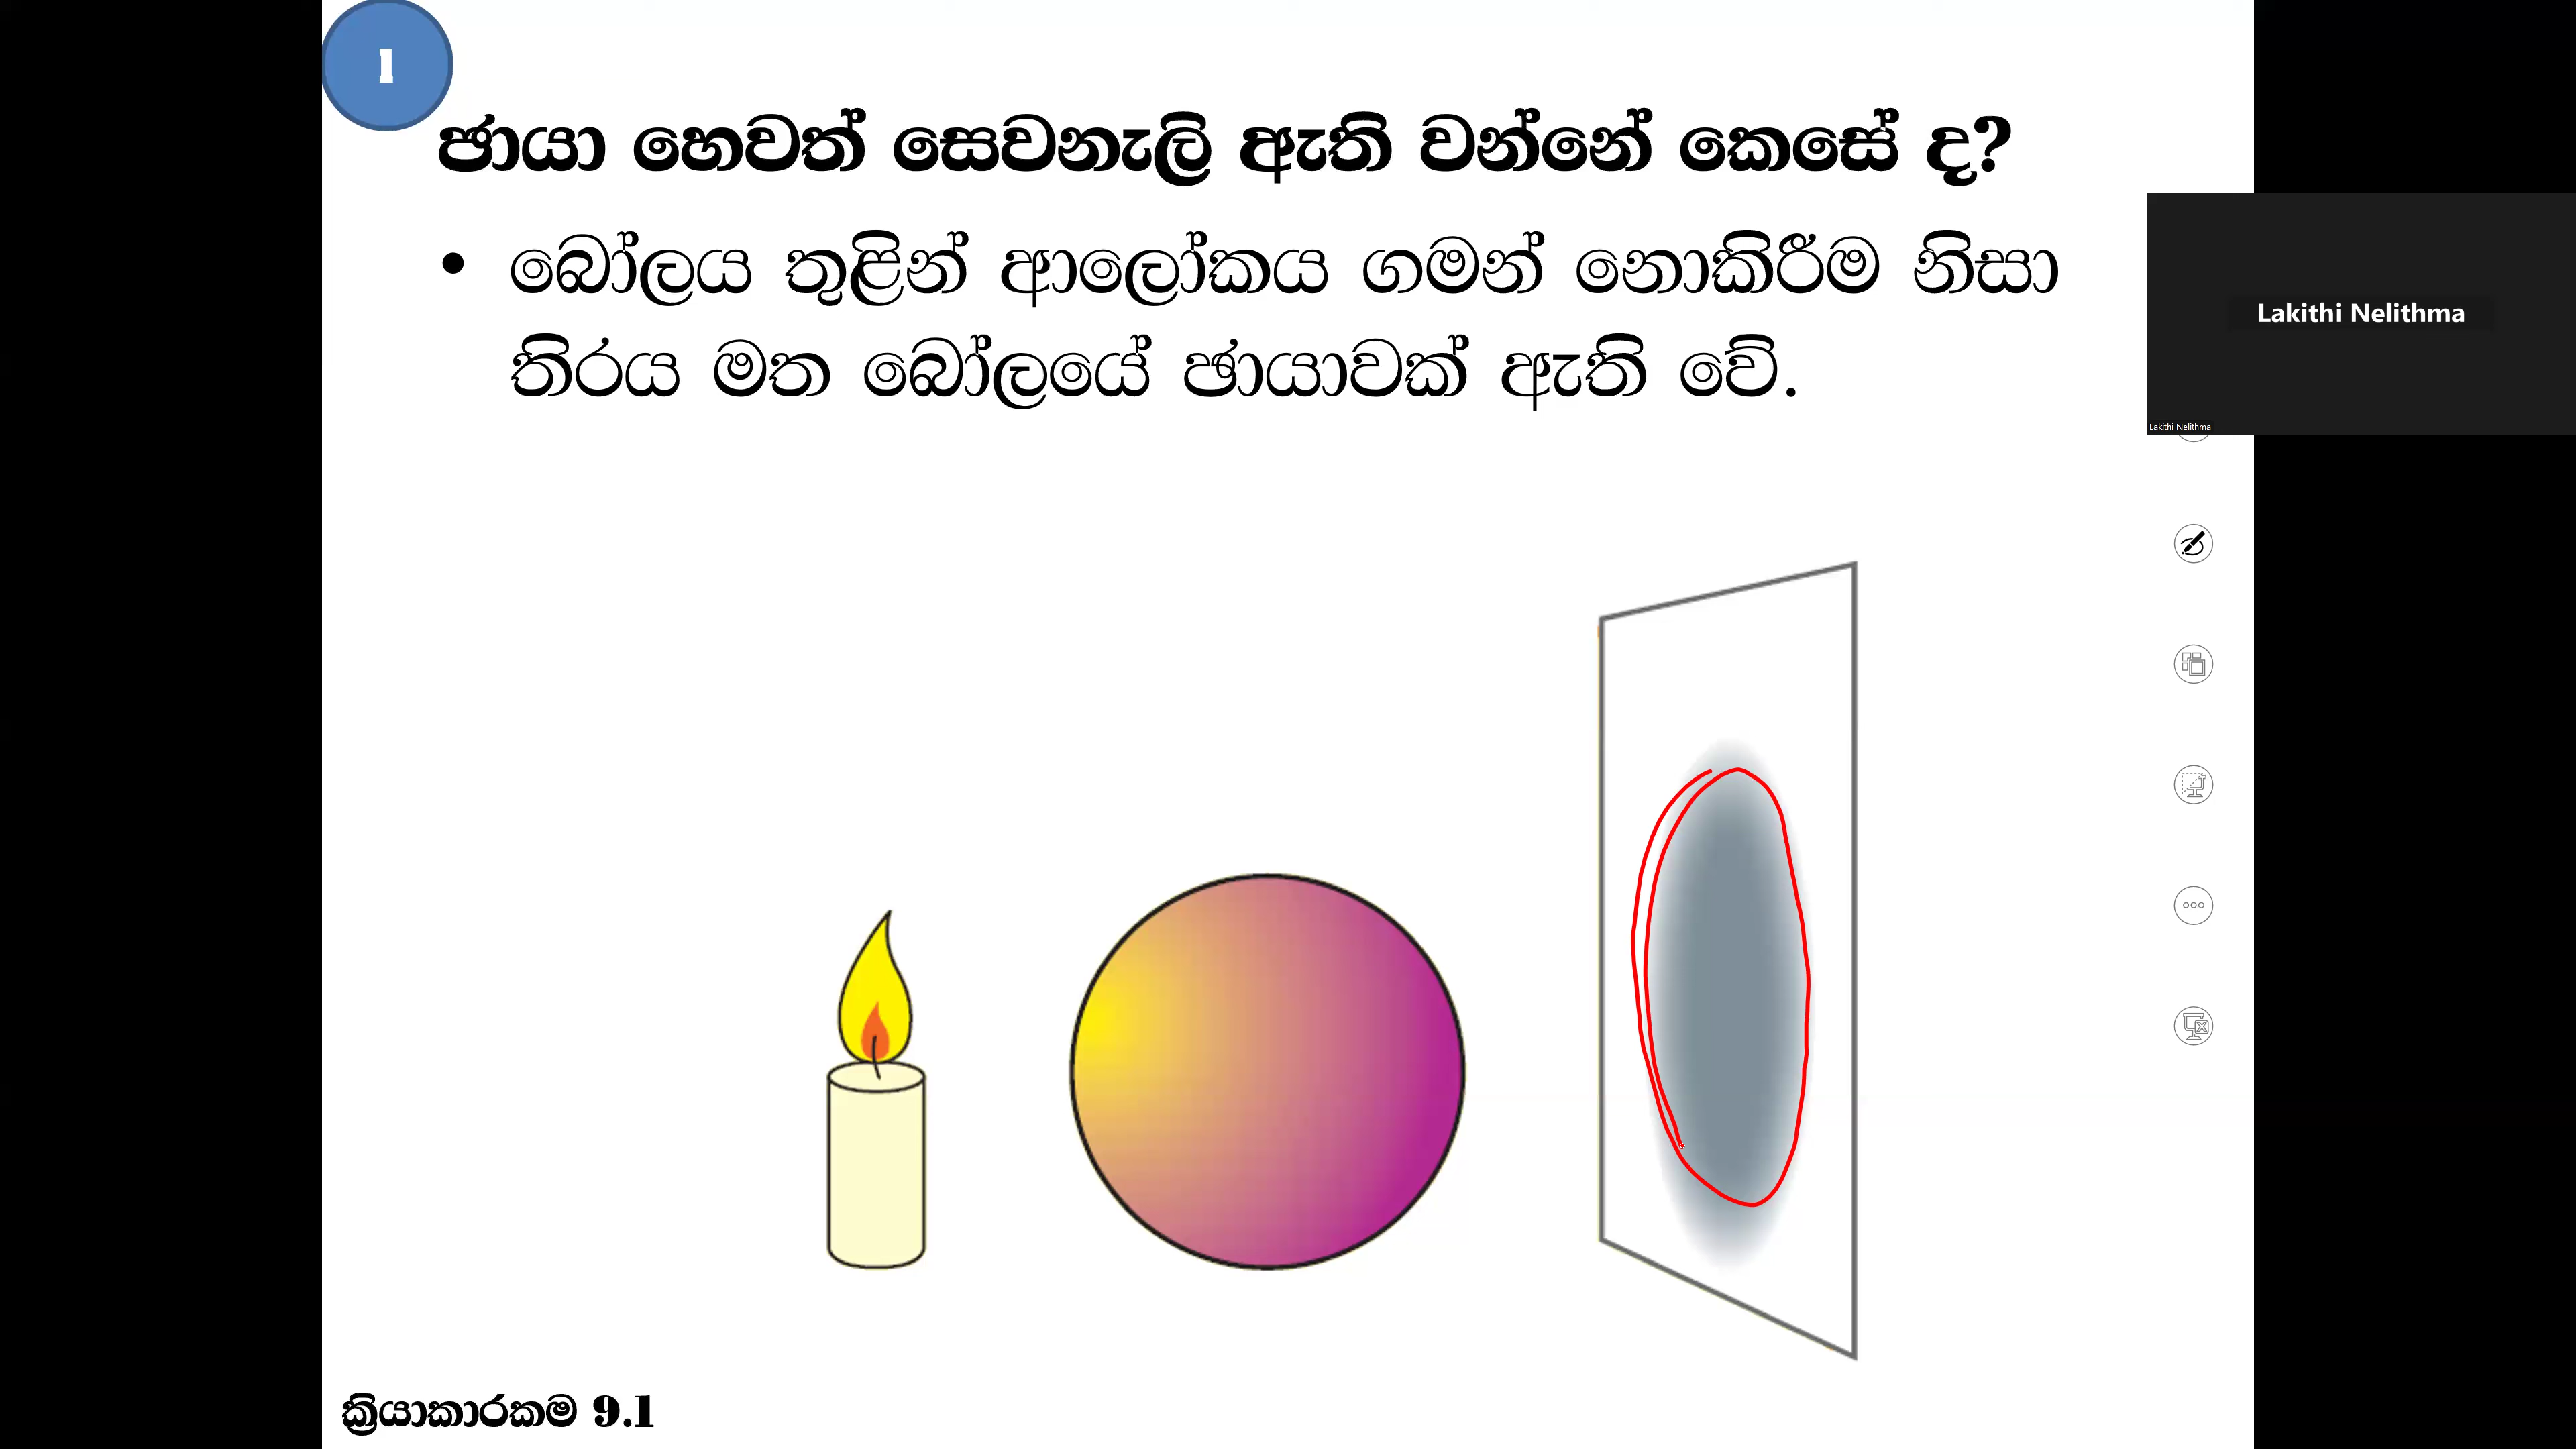 1
ඡායා හෙවත් සෙවනැලි ඇති වන්නේ කෙසේ ද?
• බෝලය තුළින් ආලෝකය ගමන් නොකිරීම නිසා
තිරය මත බෝලයේ ඡායාවක් ඇති වේ.
Lakithi Nelithma
Lakithi Nelithma
ක්‍රියාකාරකම 9.1